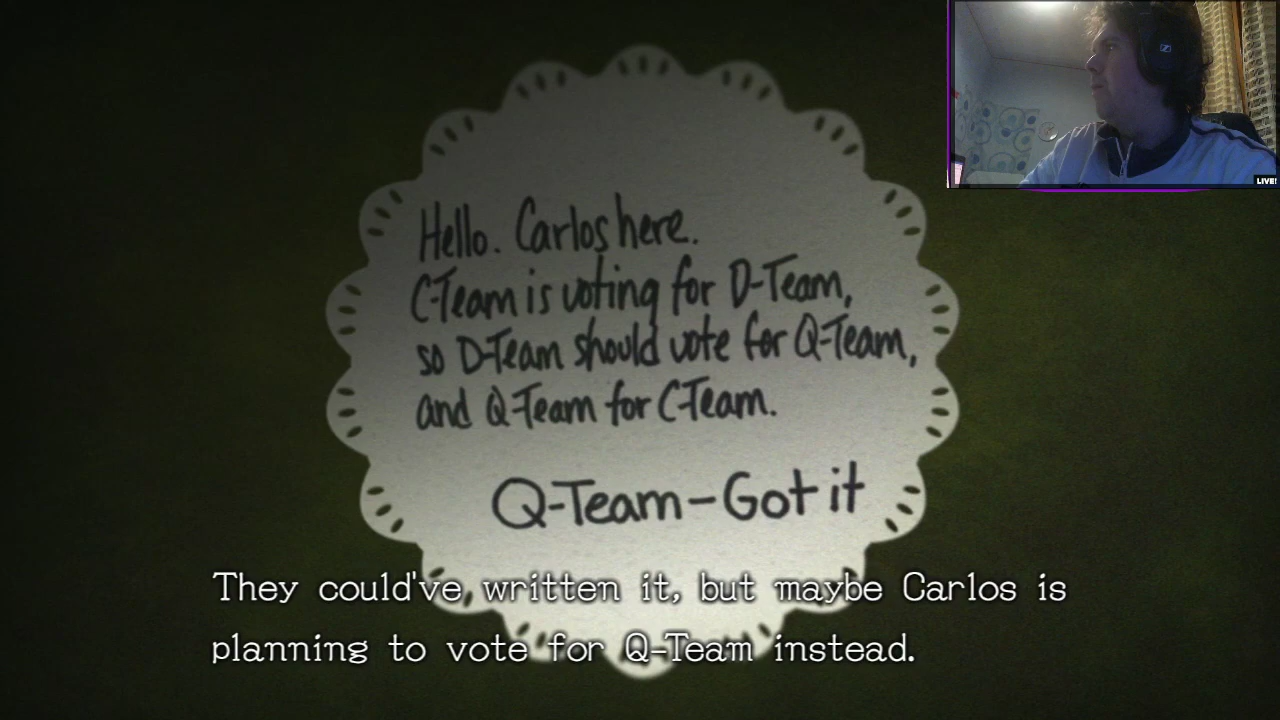 LIVE!
Hello. Carlos here.
C-Team is voting for D-Team,
so D-Team should vote for Q-Team,
and Q-Team for C-Team.
Q-Team-Got it
They could've written it, but maybe Carlos is
planning to vote for Q-Team instead.